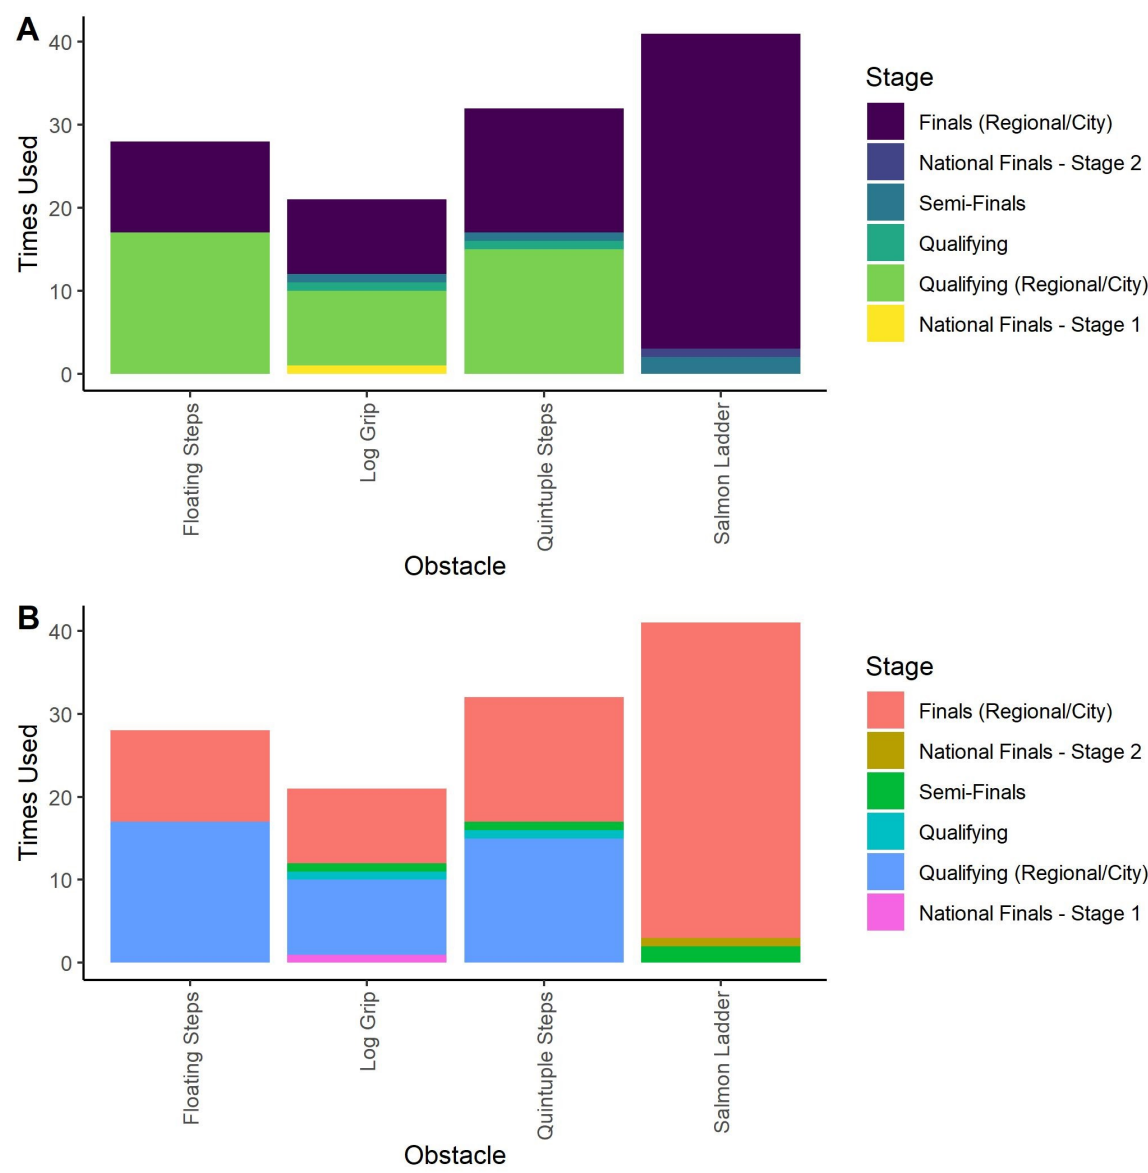 A
Times Used
40
30
20
10
0
Floating Steps
Log Grip
Quintuple Steps
Salmon Ladder
Obstacle
Stage
Finals (Regional/City)
National Finals - Stage 2
Semi-Finals
Qualifying
Qualifying (Regional/City)
National Finals - Stage 1
B
Times Used
40
30
20
10
0
Floating Steps
Log Grip
Quintuple Steps
Salmon Ladder
Obstacle
Stage
Finals (Regional/City)
National Finals - Stage 2
Semi-Finals
Qualifying
Qualifying (Regional/City)
National Finals - Stage 1